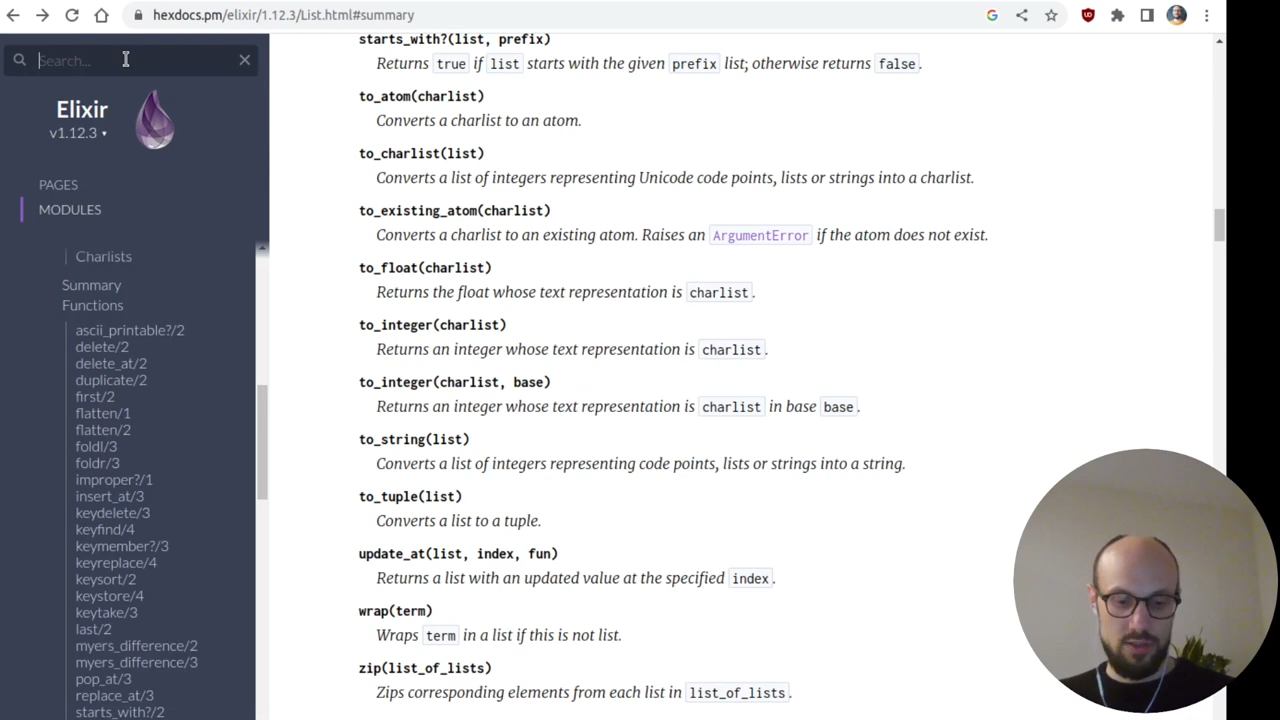 hexdocs.pm/elixir/1.12.3/List.html#summary
Search...
Elixir
v1.12.3
PAGES
MODULES
Charlists
Summary
Functions
ascii_printable?/2
delete/2
delete_at/2
duplicate/2
first/2
flatten/1
flatten/2
foldl/3
foldr/3
improper?/1
insert_at/3
keydelete/3
keyfind/4
keymember?/3
keyreplace/4
keysort/2
keystore/4
keytake/3
last/2
myers_difference/2
myers_difference/3
pop_at/3
replace_at/3
starts_with?/2
starts_with?(list, prefix)
Returns true if list starts with the given prefix list; otherwise returns false.
to_atom(charlist)
Converts a charlist to an atom.
to_charlist(list)
Converts a list of integers representing Unicode code points, lists or strings into a charlist.
to_existing_atom(charlist)
Converts a charlist to an existing atom. Raises an ArgumentError if the atom does not exist.
to_float(charlist)
Returns the float whose text representation is charlist.
to_integer(charlist)
Returns an integer whose text representation is charlist.
to_integer(charlist, base)
Returns an integer whose text representation is charlist in base base.
to_string(list)
Converts a list of integers representing code points, lists or strings into a string.
to_tuple(list)
Converts a list to a tuple.
update_at(list, index, fun)
Returns a list with an updated value at the specified index.
wrap(term)
Wraps term in a list if this is not list.
zip(list_of_lists)
Zips corresponding elements from each list in list_of_lists.